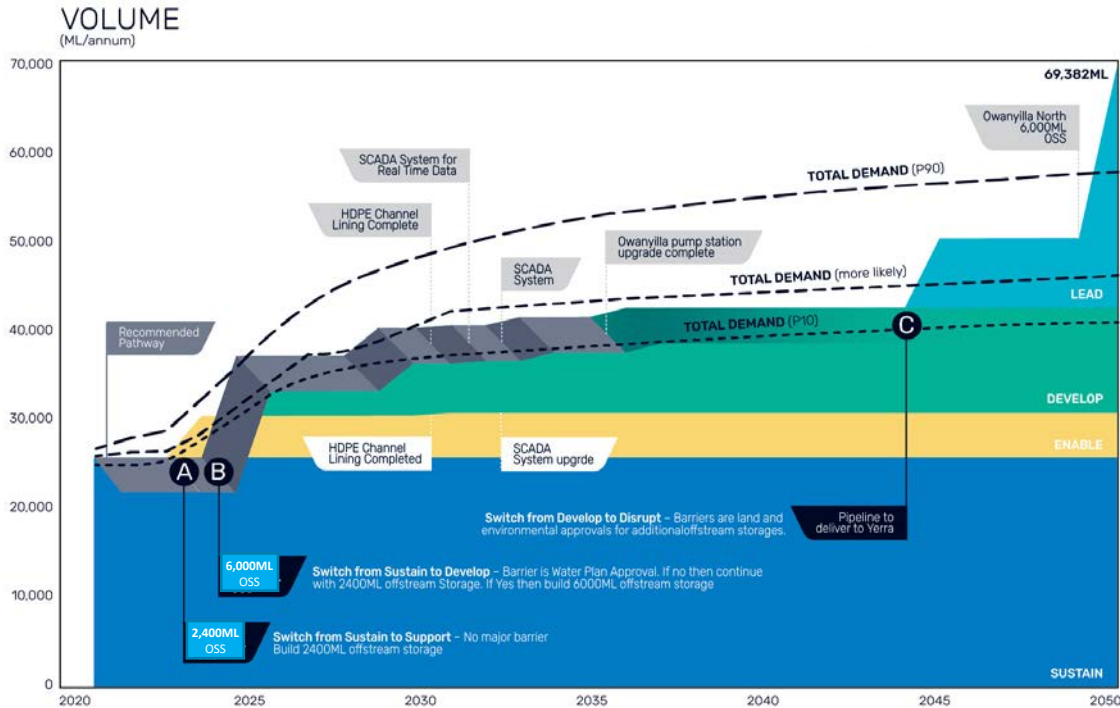 VOLUME
(ML/annum)
70,000
60,000
50,000
40,000
30,000
20,000
10,000
0
69,382ML
Owanyilla North
6,000ML
OSS
SCADA System for
Real Time Data
TOTAL DEMAND (P90)
HDPE Channel
Lining Complete
Owanyilla pump station
upgrade complete
SCADA
System
TOTAL DEMAND (more likely)
LEAD
Recommended
Pathway
TOTAL DEMAND (P10)
C
DEVELOP
ENABLE
HDPE Channel
Lining Completed
SCADA
System upgrde
A
B
Switch from Develop to Disrupt – Barriers are land and
environmental approvals for additionaloffstream storages.
Pipeline to
deliver to Yerra
6,000ML
OSS
Switch from Sustain to Develop – Barrier is Water Plan Approval. If no then continue
with 2400ML offstream Storage. If Yes then build 6000ML offstream storage
2,400ML
OSS
Switch from Sustain to Support – No major barrier
Build 2400ML offstream storage
SUSTAIN
2020
2025
2030
2035
2040
2045
2050